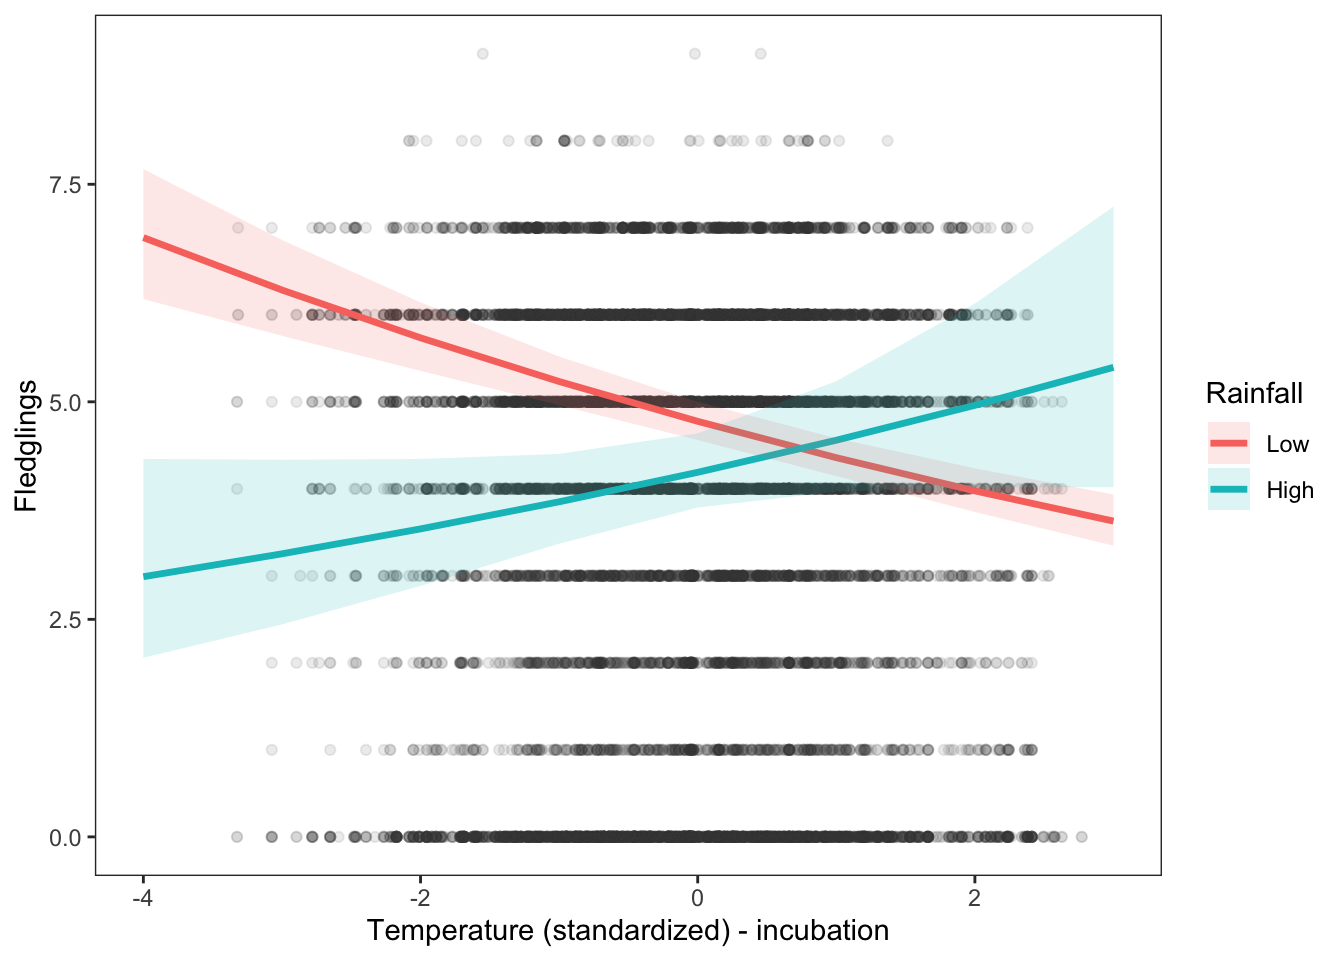 7.5
5.0
2.5
0.0
Fledglings
-4
-2
0
2
Temperature (standardized) - incubation
Rainfall
Low
High